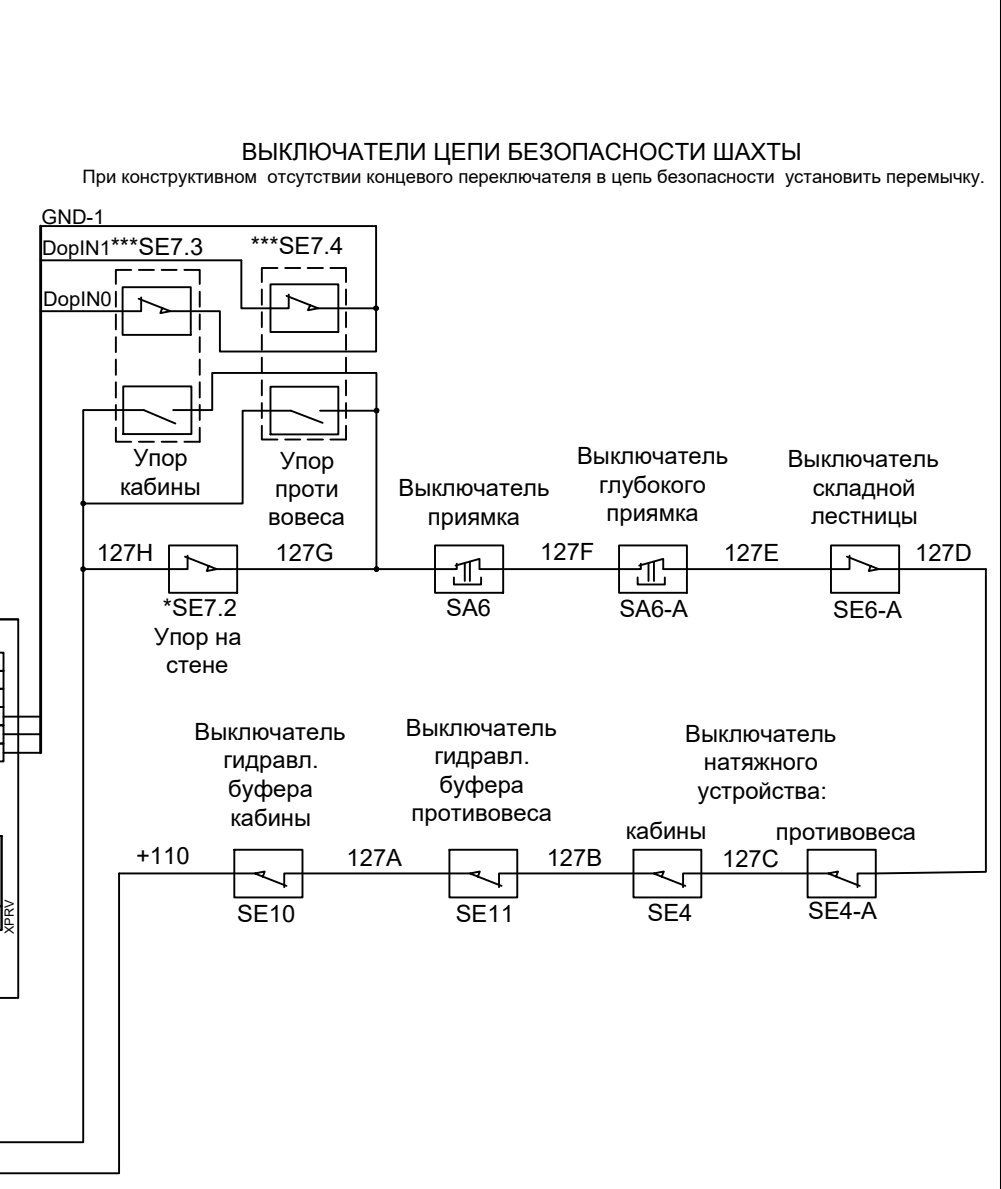 ВЫКЛЮЧАТЕЛИ ЦЕПИ БЕЗОПАСНОСТИ ШАХТЫ
При конструктивном отсутствии концевого переключателя в цепь безопасности установить перемычку.
GND-1
DopIN1
***SE7.3
***SE7.4
DopIN0
Упор
кабины
Упор
проти
вовеса
Выключатель
приямка
Выключатель
глубокого
приямка
Выключатель
складной
лестницы
127H
127G
127F
127E
127D
*SE7.2
Упор на
стене
SA6
SA6-A
SE6-A
Выключатель
гидравл.
буфера
кабины
Выключатель
гидравл.
буфера
противовеса
Выключатель
натяжного
устройства:
кабины
противовеса
+110
127A
127B
127C
SE10
SE11
SE4
SE4-A
XPRV